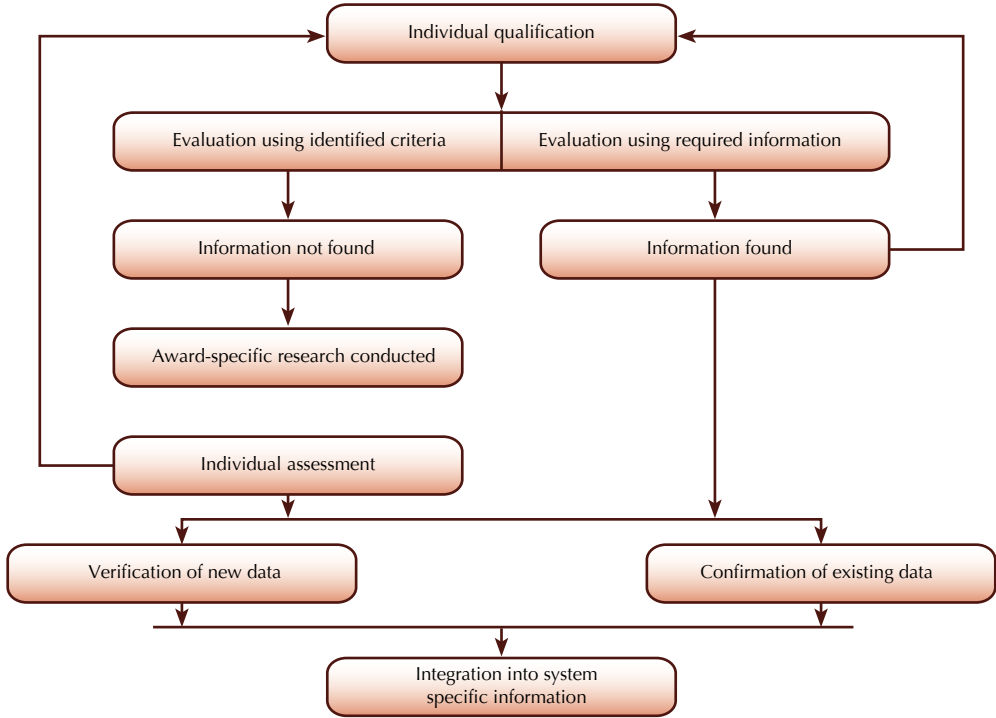 Individual qualification
Evaluation using identified criteria
Evaluation using required information
Information not found
Information found
Award-specific research conducted
Individual assessment
Verification of new data
Confirmation of existing data
Integration into system
specific information